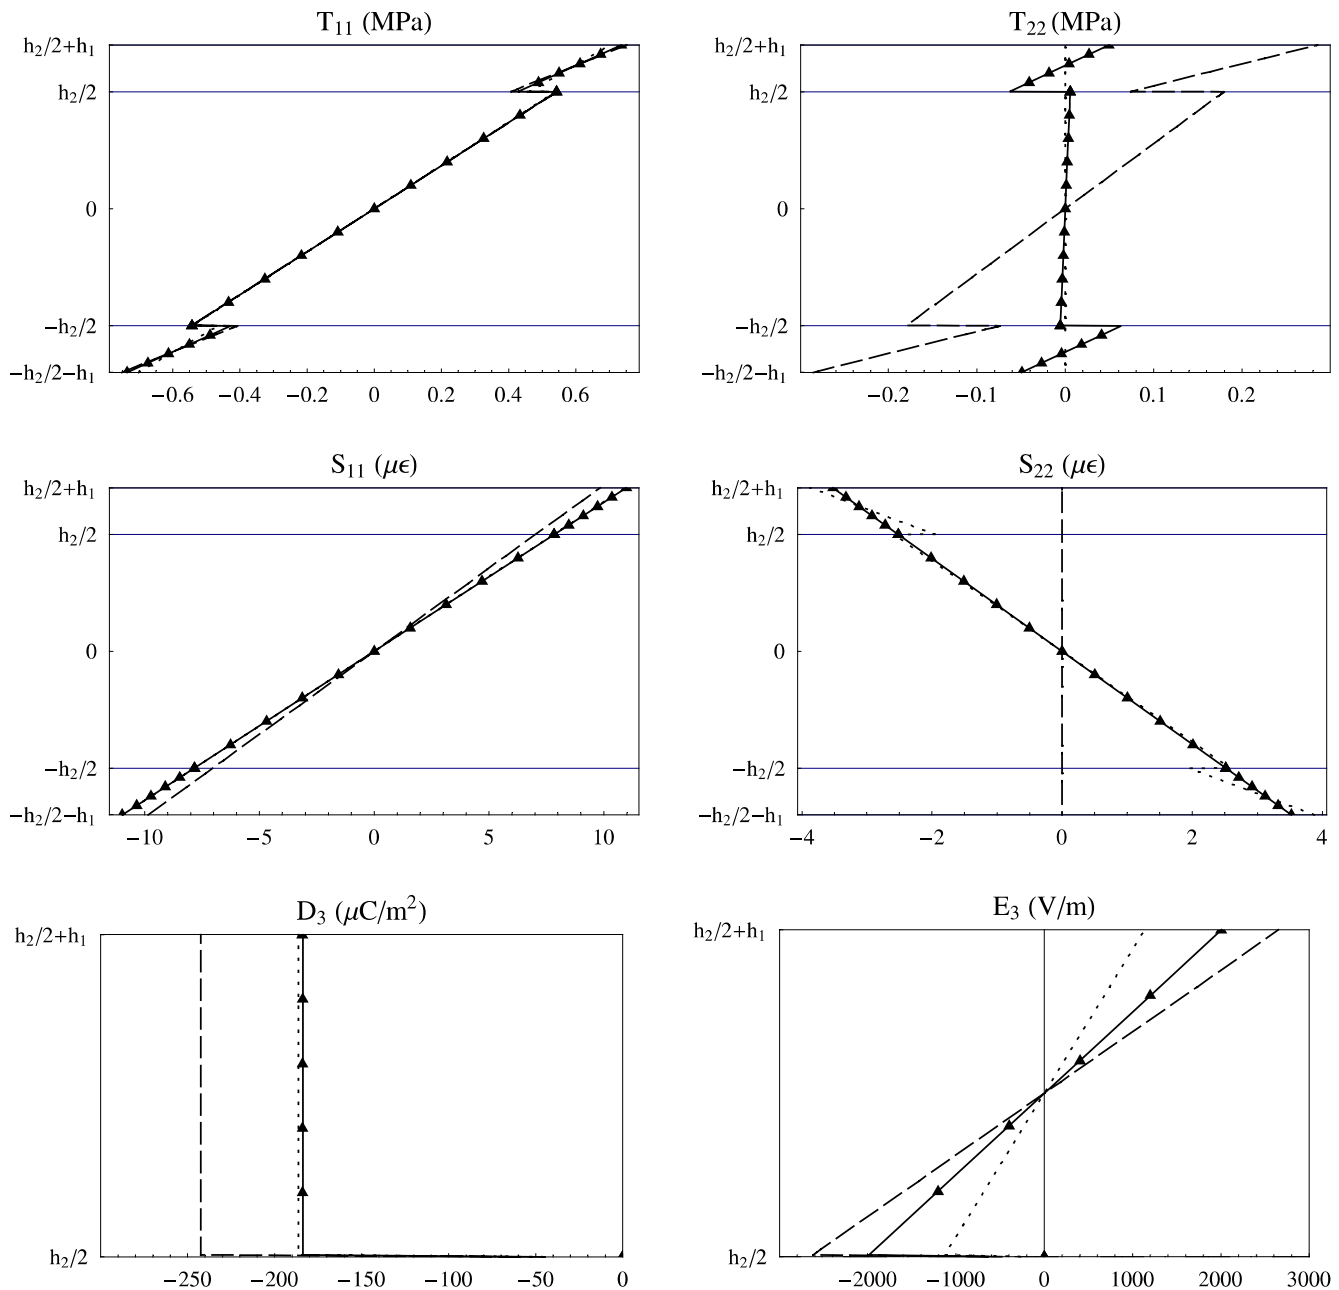 T₁₁ (MPa)
h₂/2+h₁
h₂/2
0
−h₂/2
−h₂/2−h₁
−0.6 −0.4 −0.2 0 0.2 0.4 0.6
T₂₂ (MPa)
h₂/2+h₁
h₂/2
0
−h₂/2
−h₂/2−h₁
−0.2 −0.1 0 0.1 0.2
S₁₁ (μϵ)
h₂/2+h₁
h₂/2
0
−h₂/2
−h₂/2−h₁
−10 −5 0 5 10
S₂₂ (μϵ)
h₂/2+h₁
h₂/2
0
−h₂/2
−h₂/2−h₁
−4 −2 0 2 4
D₃ (μC/m²)
h₂/2+h₁
h₂/2
−250 −200 −150 −100 −50 0
E₃ (V/m)
h₂/2+h₁
h₂/2
−2000 −1000 0 1000 2000 3000